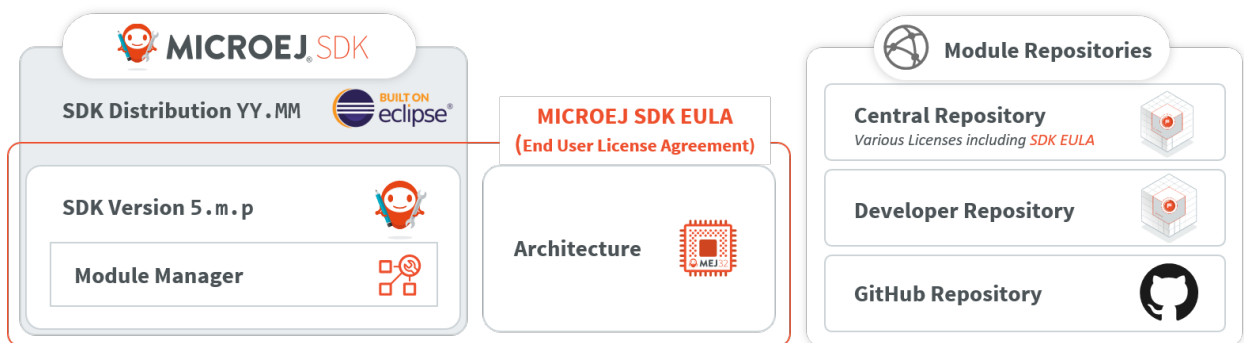 MICROEJ® SDK
SDK Distribution YY.MM
BUILT ON
eclipse®
MICROEJ SDK EULA
(End User License Agreement)
SDK Version 5.m.p
Module Manager
Architecture
MEJ32
Module Repositories
Central Repository
Various Licenses including SDK EULA
Developer Repository
GitHub Repository